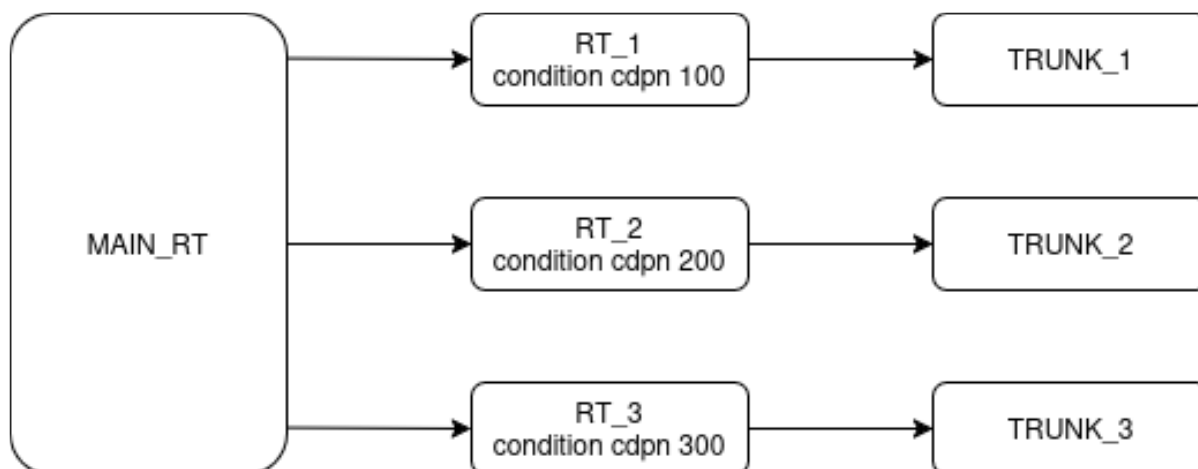 MAIN_RT
RT_1
condition cdpn 100
TRUNK_1
RT_2
condition cdpn 200
TRUNK_2
RT_3
condition cdpn 300
TRUNK_3